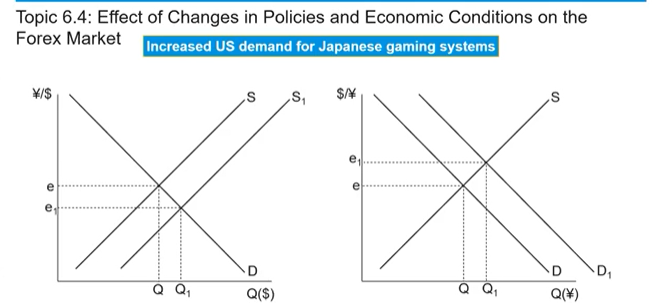 Topic 6.4: Effect of Changes in Policies and Economic Conditions on the
Forex Market
Increased US demand for Japanese gaming systems
¥/$
S
S₁
e
e₁
D
Q
Q₁
Q($)
$/¥
S
e₁
e
D
D₁
Q
Q₁
Q(¥)